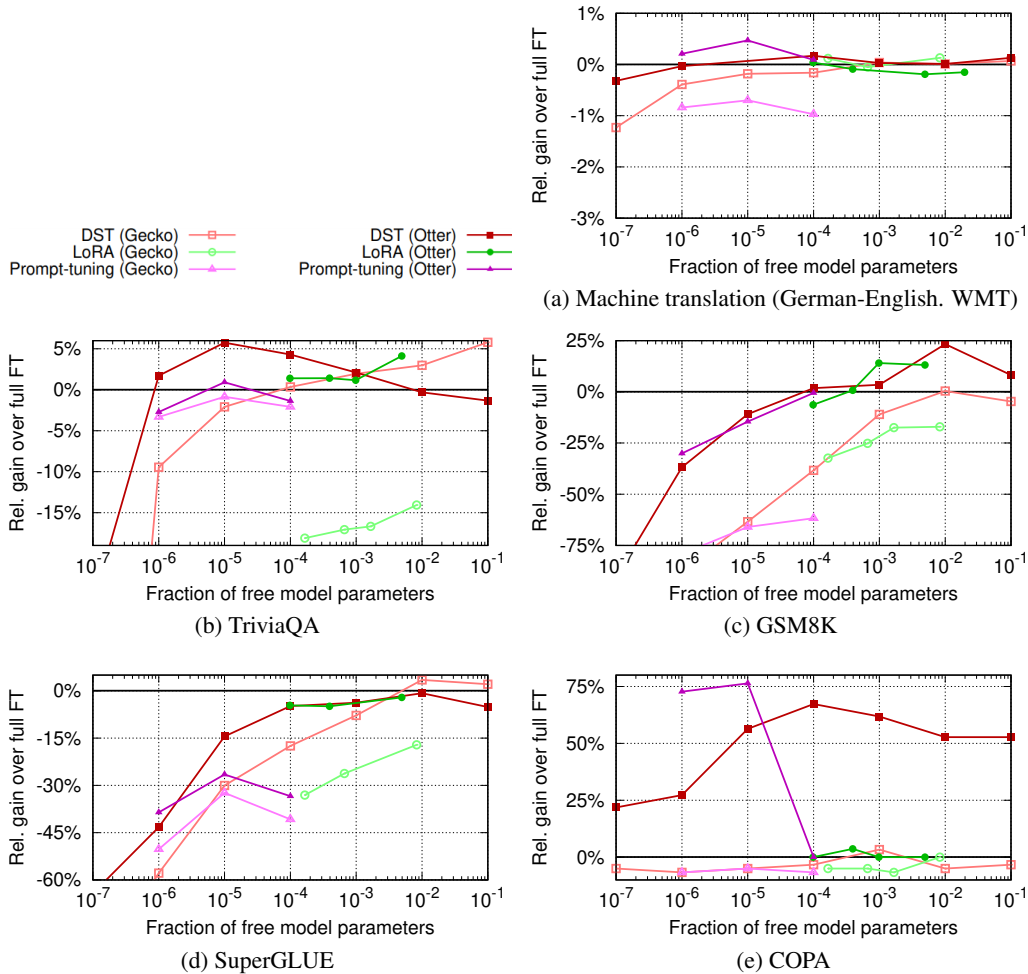 1%
0%
-1%
-2%
-3%
Rel. gain over full FT
10-7 10-6 10-5 10-4 10-3 10-2 10-1
Fraction of free model parameters
(a) Machine translation (German-English. WMT)
DST (Gecko)
LoRA (Gecko)
Prompt-tuning (Gecko)
DST (Otter)
LoRA (Otter)
Prompt-tuning (Otter)
5%
0%
-5%
-10%
-15%
Rel. gain over full FT
10-7 10-6 10-5 10-4 10-3 10-2 10-1
Fraction of free model parameters
(b) TriviaQA
25%
0%
-25%
-50%
-75%
Rel. gain over full FT
10-7 10-6 10-5 10-4 10-3 10-2 10-1
Fraction of free model parameters
(c) GSM8K
0%
-15%
-30%
-45%
-60%
Rel. gain over full FT
10-7 10-6 10-5 10-4 10-3 10-2 10-1
Fraction of free model parameters
(d) SuperGLUE
75%
50%
25%
0%
Rel. gain over full FT
10-7 10-6 10-5 10-4 10-3 10-2 10-1
Fraction of free model parameters
(e) COPA